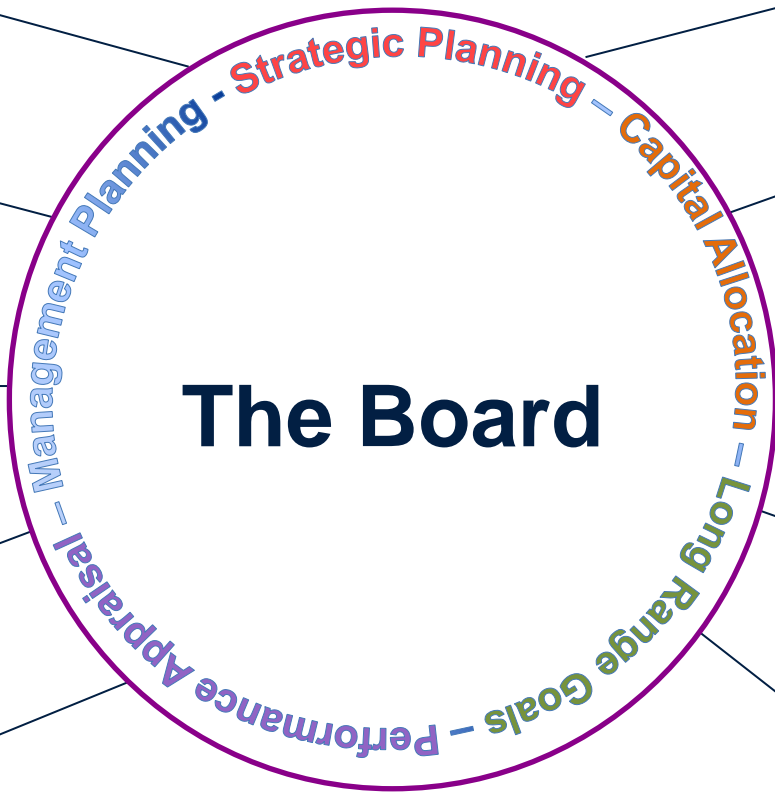 Strategic Planning – Capital Allocation – Long Range Goals – Performance Appraisal – Management Planning -
The Board